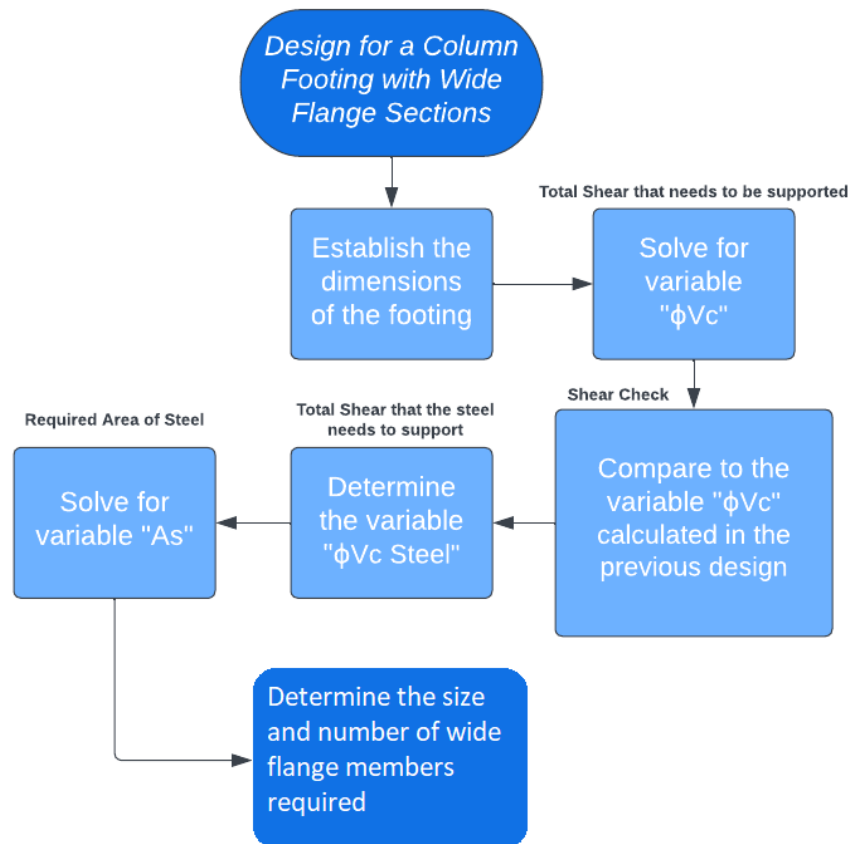 Design for a Column
Footing with Wide
Flange Sections
Establish the
dimensions
of the footing
Total Shear that needs to be supported
Solve for
variable
"ϕVc"
Shear Check
Compare to the
variable "ϕVc"
calculated in the
previous design
Total Shear that the steel
needs to support
Determine
the variable
"ϕVc Steel"
Required Area of Steel
Solve for
variable "As"
Determine the size
and number of wide
flange members
required